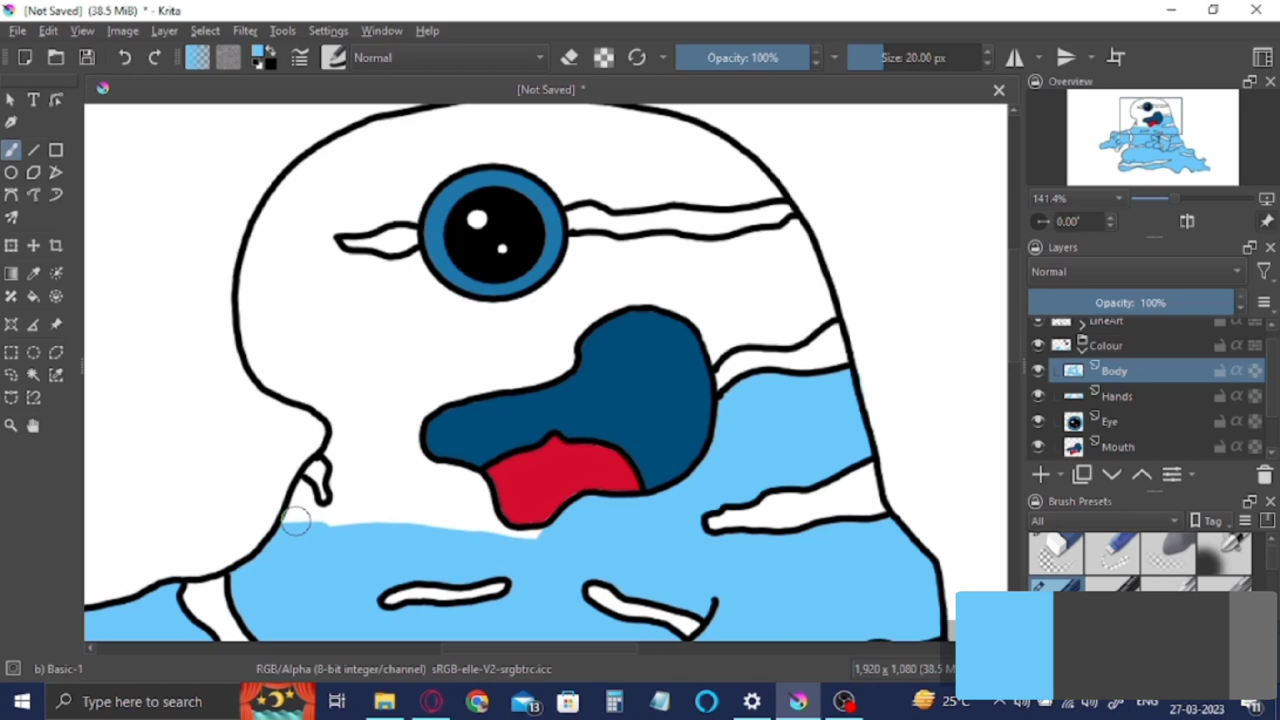 [Not Saved] (38.5 MiB) * - Krita
File Edit View Image Layer Select Filter Tools Settings Window Help
Normal Opacity: 100% Size: 20.00 px
[Not Saved] *
Overview
141.4%
0.00°
Layers
Normal
Opacity: 100%
LineArt
Colour
Body
Hands
Eye
Mouth
Brush Presets
All Tag
b) Basic-1 RGB/Alpha (8-bit integer/channel) sRGB-elle-V2-srgbtrc.icc 1,920 x 1,080 (38.5 M
Type here to search 13 25°C ENG
27-03-2023 11